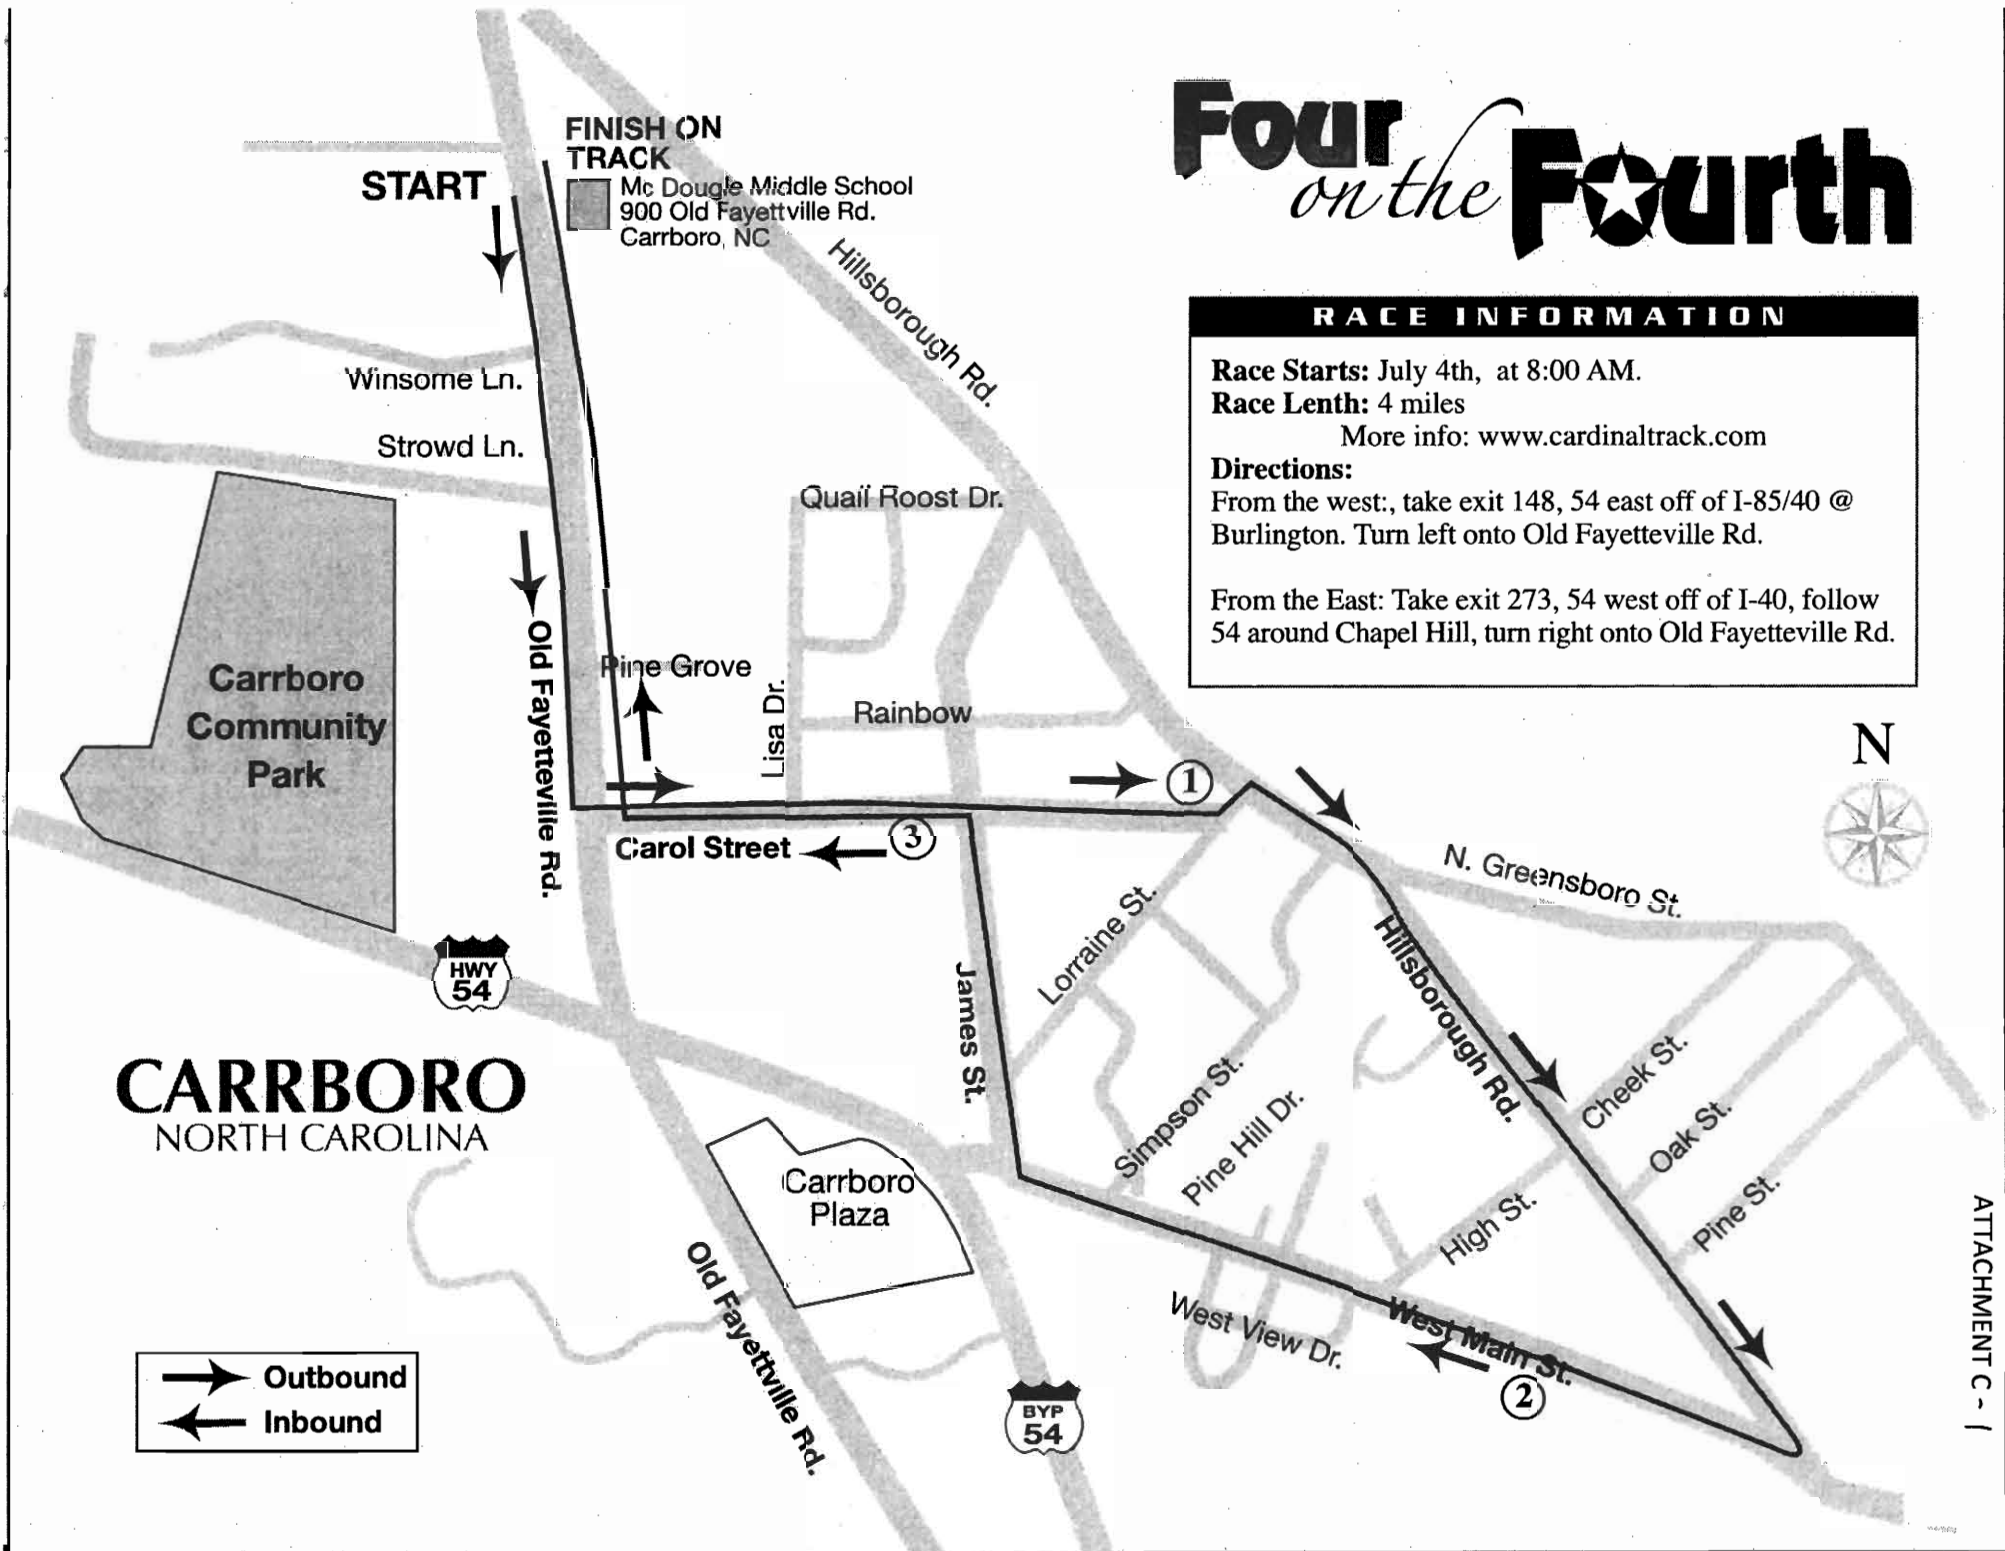 FINISH ON
TRACK
START
Mc Dougle Middle School
900 Old Fayettville Rd.
Carrboro, NC
Four
on the Fourth
Hillsborough Rd.
RACE INFORMATION
Race Starts: July 4th, at 8:00 AM.
Race Lenth: 4 miles
More info: www.cardinaltrack.com
Directions:
From the west:, take exit 148, 54 east off of I-85/40 @
Burlington. Turn left onto Old Fayetteville Rd.
From the East: Take exit 273, 54 west off of I-40, follow
54 around Chapel Hill, turn right onto Old Fayetteville Rd.
Winsome Ln.
Strowd Ln.
Quail Roost Dr.
Old Fayetteville Rd.
Pine Grove
Lisa Dr.
Rainbow
Carrboro
Community
Park
N
1
3
Carol Street
N. Greensboro St.
Lorraine St.
Hillsborough Rd.
James St.
HWY
54
CARRBORO
NORTH CAROLINA
Simpson St.
Pine Hill Dr.
Cheek St.
Oak St.
Pine St.
High St.
Carrboro
Plaza
Old Fayettville Rd.
West View Dr.
West Main St.
2
BYP
54
Outbound
Inbound
ATTACHMENT C - 1